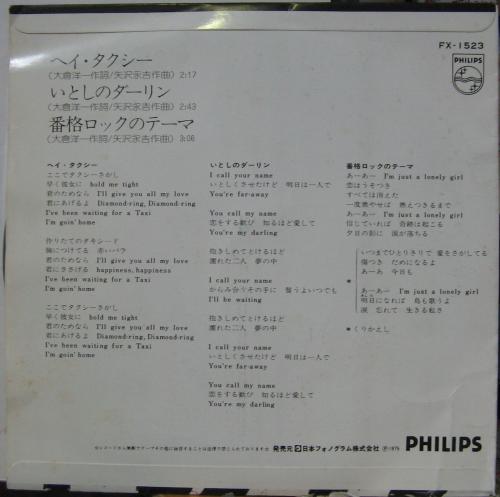 FX-1523
PHILIPS
ヘイ・タクシー
(大倉洋一作詞/矢沢永吉作曲) 2:17
いとしのダーリン
(大倉洋一作詞/矢沢永吉作曲) 2:43
番格ロックのテーマ
(大倉洋一作詞/矢沢永吉作曲) 3:06
ヘイ・タクシー
ここでタクシーさがし
早く彼女に hold me tight
君のためなら I'll give you all my love
君にあげるよ Diamond-ring, Diamond-ring
I've been waiting for a Taxi
I'm goin' home
作りたてのタキシード
胸につけてる 赤いバラ
君のためなら I'll give you all my love
君にささげる happiness, happiness
I've been waiting for a Taxi
I'm goin' home
ここでタクシーさがし
早く彼女に hold me tight
君のためなら I'll give you all my love
君にあげるよ Diamond-ring, Diamond-ring
I've been waiting for a Taxi
I'm goin' home
いとしのダーリン
I call your name
いとしくさせたけど 明日は一人で
You're far-away
You call my name
恋をする歓び 知るほど愛して
You're my darling
抱きしめてとけるほど
濡れた二人 夢の中
I call your name
からみ合うその手に 誓うよいつでも
I'll be waiting
抱きしめてとけるほど
濡れた二人 夢の中
I call your name
いとしくさせたけど 明日は一人で
You're far-away
You call my name
恋をする歓び 知るほど愛して
You're my darling
番格ロックのテーマ
あーあー I'm just a lonely girl
恋はうそつき
すべては消えた
一度燃やせば 燃えつきるまで
あーあー I'm just a lonely girl
信じていれば 奇跡は起こる
夕日の影に 涙が落ちる
いつまでひとりきりで 愛をさがしてる
傷つき だめになるよ
あーあ 今日も
* あーあー I'm just a lonely girl
明日になれば 鳥も歌うよ
涙 忘れて 生きる起さ
* くりかえし
発売元 日本フォノグラム株式会社 Ⓟ1975
PHILIPS